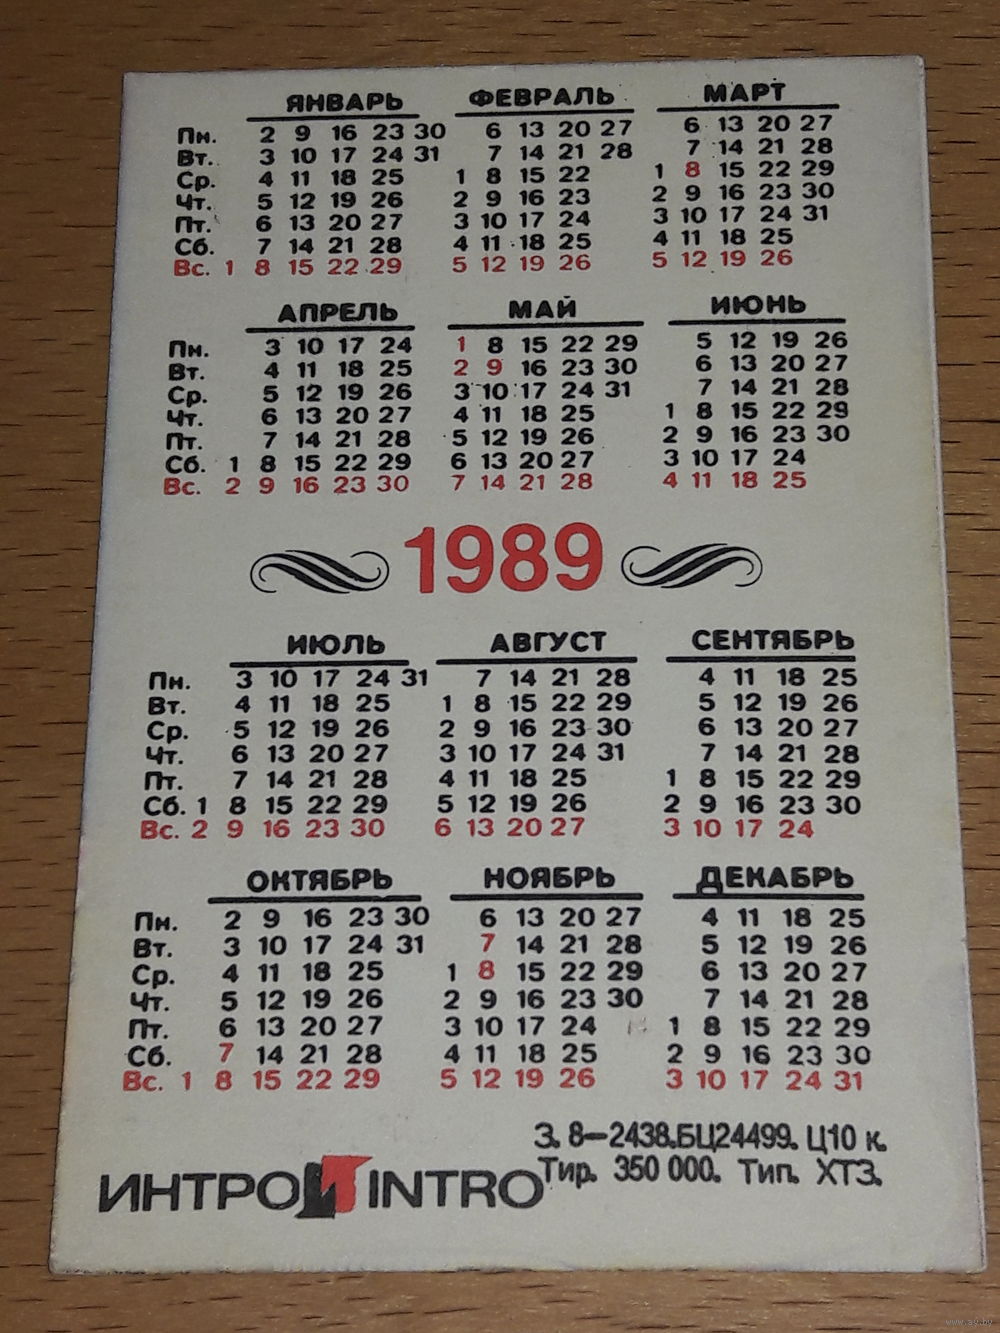 ЯНВАРЬ ФЕВРАЛЬ МАРТ
Пн. 2 9 16 23 30 6 13 20 27 6 13 20 27
Вт. 3 10 17 24 31 7 14 21 28 7 14 21 28
Ср. 4 11 18 25 1 8 15 22 1 8 15 22 29
Чт. 5 12 19 26 2 9 16 23 2 9 16 23 30
Пт. 6 13 20 27 3 10 17 24 3 10 17 24 31
Сб. 7 14 21 28 4 11 18 25 4 11 18 25
Вс. 1 8 15 22 29 5 12 19 26 5 12 19 26
АПРЕЛЬ МАЙ ИЮНЬ
Пн. 3 10 17 24 1 8 15 22 29 5 12 19 26
Вт. 4 11 18 25 2 9 16 23 30 6 13 20 27
Ср. 5 12 19 26 3 10 17 24 31 7 14 21 28
Чт. 6 13 20 27 4 11 18 25 1 8 15 22 29
Пт. 7 14 21 28 5 12 19 26 2 9 16 23 30
Сб. 1 8 15 22 29 6 13 20 27 3 10 17 24
Вс. 2 9 16 23 30 7 14 21 28 4 11 18 25
1989
ИЮЛЬ АВГУСТ СЕНТЯБРЬ
Пн. 3 10 17 24 31 7 14 21 28 4 11 18 25
Вт. 4 11 18 25 1 8 15 22 29 5 12 19 26
Ср. 5 12 19 26 2 9 16 23 30 6 13 20 27
Чт. 6 13 20 27 3 10 17 24 31 7 14 21 28
Пт. 7 14 21 28 4 11 18 25 1 8 15 22 29
Сб. 1 8 15 22 29 5 12 19 26 2 9 16 23 30
Вс. 2 9 16 23 30 6 13 20 27 3 10 17 24
ОКТЯБРЬ НОЯБРЬ ДЕКАБРЬ
Пн. 2 9 16 23 30 6 13 20 27 4 11 18 25
Вт. 3 10 17 24 31 7 14 21 28 5 12 19 26
Ср. 4 11 18 25 1 8 15 22 29 6 13 20 27
Чт. 5 12 19 26 2 9 16 23 30 7 14 21 28
Пт. 6 13 20 27 3 10 17 24 1 8 15 22 29
Сб. 7 14 21 28 4 11 18 25 2 9 16 23 30
Вс. 1 8 15 22 29 5 12 19 26 3 10 17 24 31
З. 8—2438.БЦ24499. Ц10 к.
Тир. 350 000. Тип. ХТЗ.
ИНТРО INTRO
www.ay.by